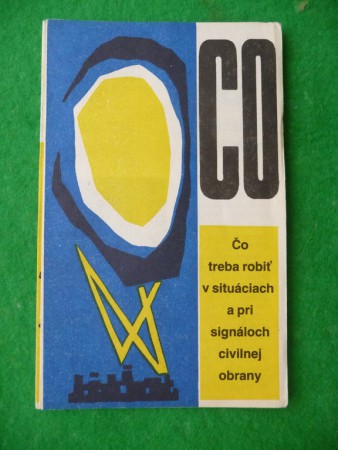 CO
Čo
treba robiť
v situáciach
a pri
signáloch
civilnej
obrany